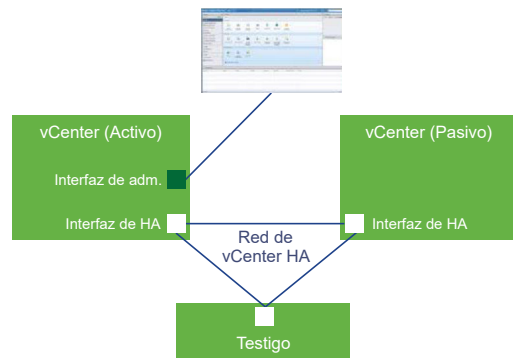 vCenter (Activo)
vCenter (Pasivo)
Interfaz de adm.
Interfaz de HA
Interfaz de HA
Red de
vCenter HA
Testigo